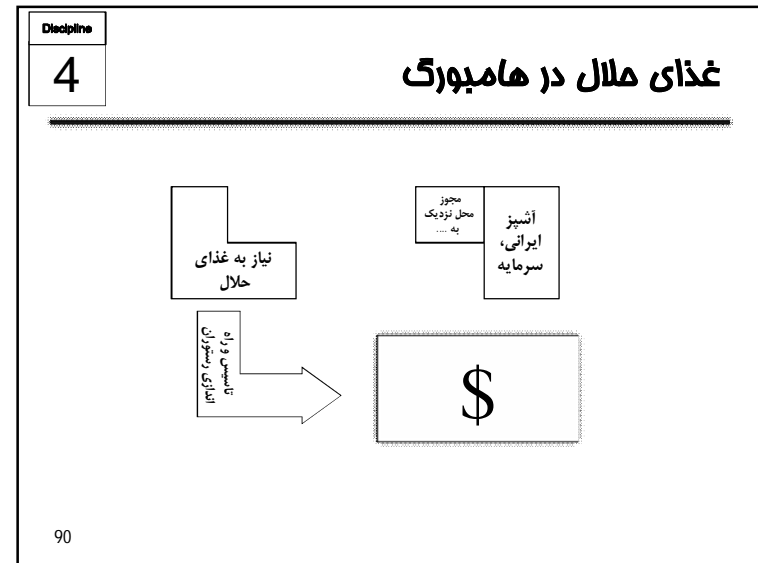 Discipline
4
غذای حلال در هامبورگ
مجوز
محل نزدیک
به ....
آشپز
ایرانی،
سرمایه
نیاز به غذای
حلال
تاسیس و راه
اندازی رستوران
$
90